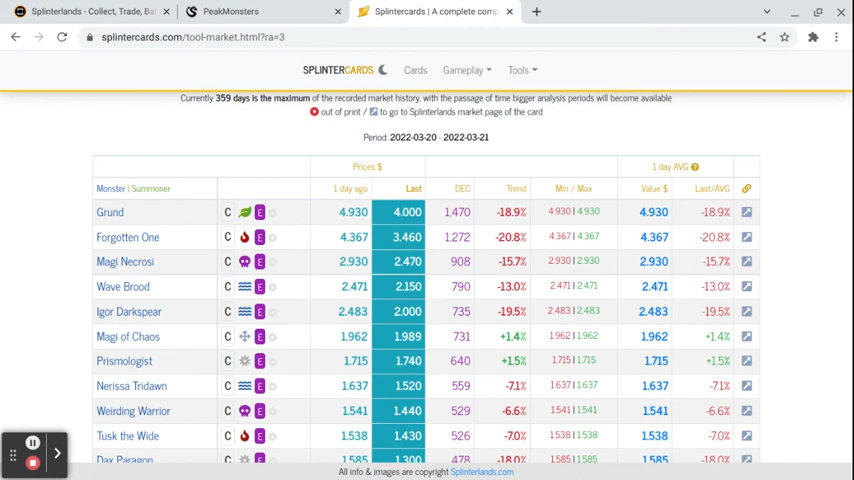 Splinterlands - Collect, Trade, Ba
PeakMonsters
Splintercards | A complete comp
splintercards.com/tool-market.html?ra=3
SPLINTERCARDS Cards Gameplay Tools
Currently 359 days is the maximum of the recorded market history, with the passage of time bigger analysis periods will become available
out of print / to go to Splinterlands market page of the card
Period: 2022-03-20 - 2022-03-21
Prices $ 1 day AVG
Monster | Summoner 1 day ago Last DEC Trend Min / Max Value $ Last/AVG
Grund C E 4.930 4.000 1,470 -18.9% 4.930 | 4.930 4.930 -18.9%
Forgotten One C E 4.367 3.460 1,272 -20.8% 4.367 | 4.367 4.367 -20.8%
Magi Necrosi C E 2.930 2.470 908 -15.7% 2.930 | 2.930 2.930 -15.7%
Wave Brood C E 2.471 2.150 790 -13.0% 2.471 | 2.471 2.471 -13.0%
Igor Darkspear C E 2.483 2.000 735 -19.5% 2.483 | 2.483 2.483 -19.5%
Magi of Chaos C E 1.962 1.989 731 +1.4% 1.962 | 1.962 1.962 +1.4%
Prismologist C E 1.715 1.740 640 +1.5% 1.715 | 1.715 1.715 +1.5%
Nerissa Tridawn C E 1.637 1.520 559 -7.1% 1.637 | 1.637 1.637 -7.1%
Weirding Warrior C E 1.541 1.440 529 -6.6% 1.541 | 1.541 1.541 -6.6%
Tusk the Wide C E 1.538 1.430 526 -7.0% 1.538 | 1.538 1.538 -7.0%
Dax Paragon C E 1.585 1.300 478 -18.0% 1.585 | 1.585 1.585 -18.0%
All info & images are copyright Splinterlands.com